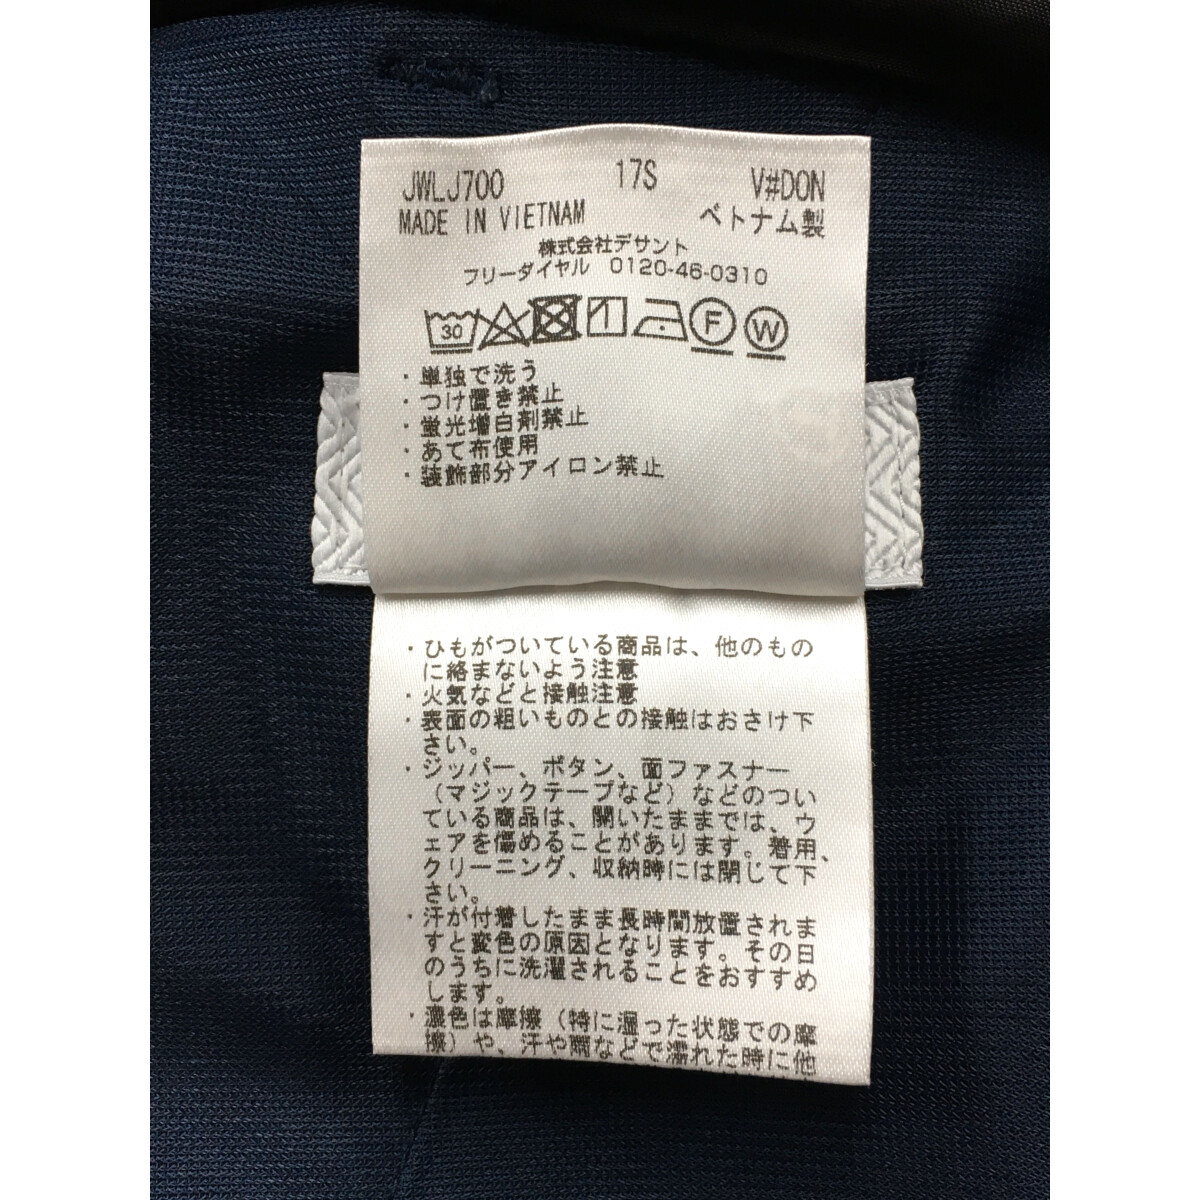 JWLJ700 17S V#DON
MADE IN VIETNAM ベトナム製
株式会社デサント
フリーダイヤル 0120-46-0310
30 F W
・単独で洗う
・つけ置き禁止
・蛍光増白剤禁止
・あて布使用
・装飾部分アイロン禁止
・ひもがついている商品は、他のもの
に絡まないよう注意
・火気などと接触注意
・表面の粗いものとの接触はおさけ下
さい。
・ジッパー、ボタン、面ファスナー
（マジックテープなど）などのつい
ている商品は、開いたままでは、ウ
ェアを傷めることがあります。着用、
クリーニング、収納時には閉じて下
さい。
・汗が付着したまま長時間放置されま
すと変色の原因となります。その日
のうちに洗濯されることをおすすめ
します。
・濃色は摩擦（特に湿った状態での摩
擦）や、汗や雨などで濡れた時に他